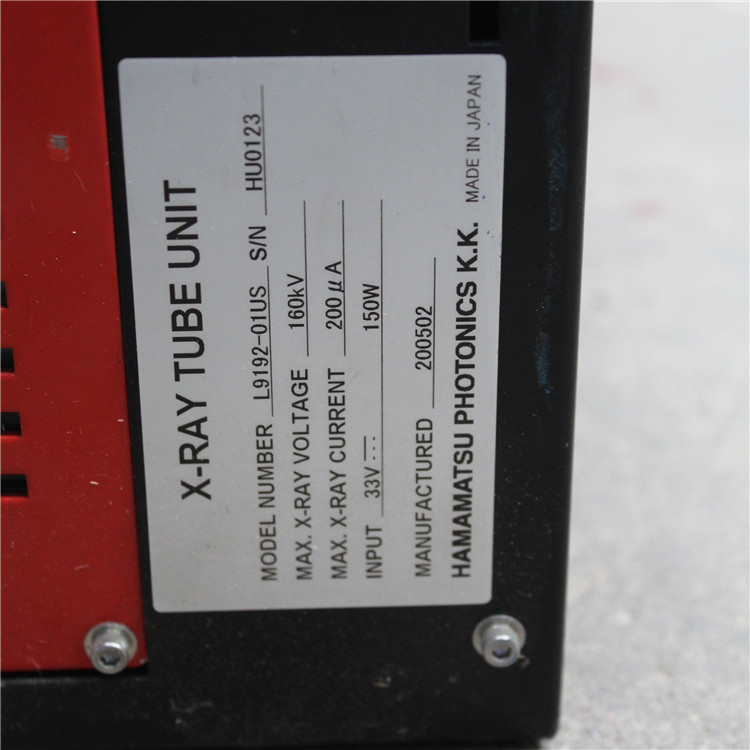 X-RAY TUBE UNIT
MODEL NUMBER L9192-01US S/N HU0123
MAX. X-RAY VOLTAGE 160kV
MAX. X-RAY CURRENT 200μA
INPUT 33V⎓ 150W
MANUFACTURED 200502
HAMAMATSU PHOTONICS K.K. MADE IN JAPAN